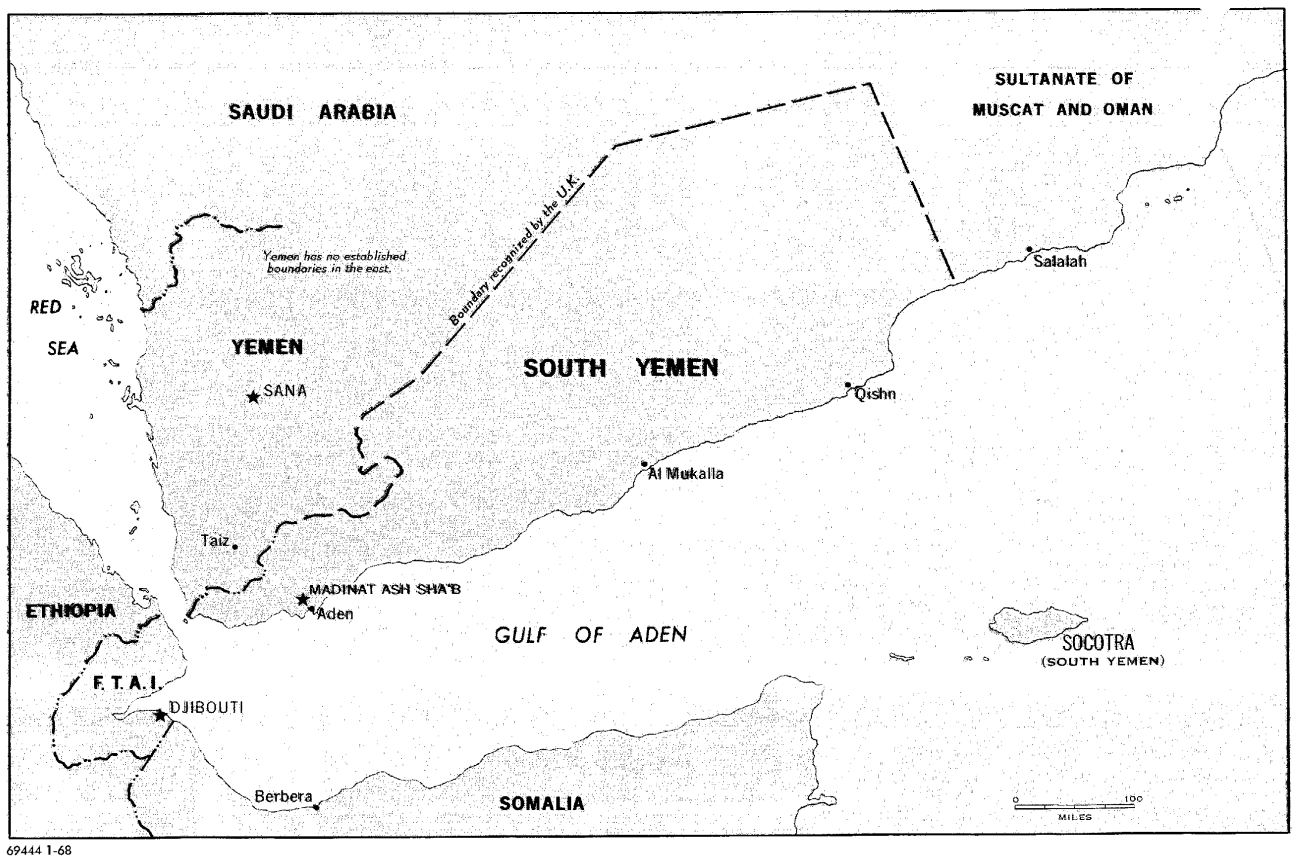 SULTANATE OF
MUSCAT AND OMAN
SAUDI ARABIA
Boundary recognized by the U.K.
Yemen has no established
boundaries in the east.
RED
SEA
Salalah
YEMEN
SOUTH YEMEN
SANA
Qishn
Al Mukalla
Taiz
MADINAT ASH SHA'B
Aden
ETHIOPIA
GULF OF ADEN
SOCOTRA
(SOUTH YEMEN)
F. T. A. I.
DJIBOUTI
Berbera
SOMALIA
0 100
MILES
69444 1-68